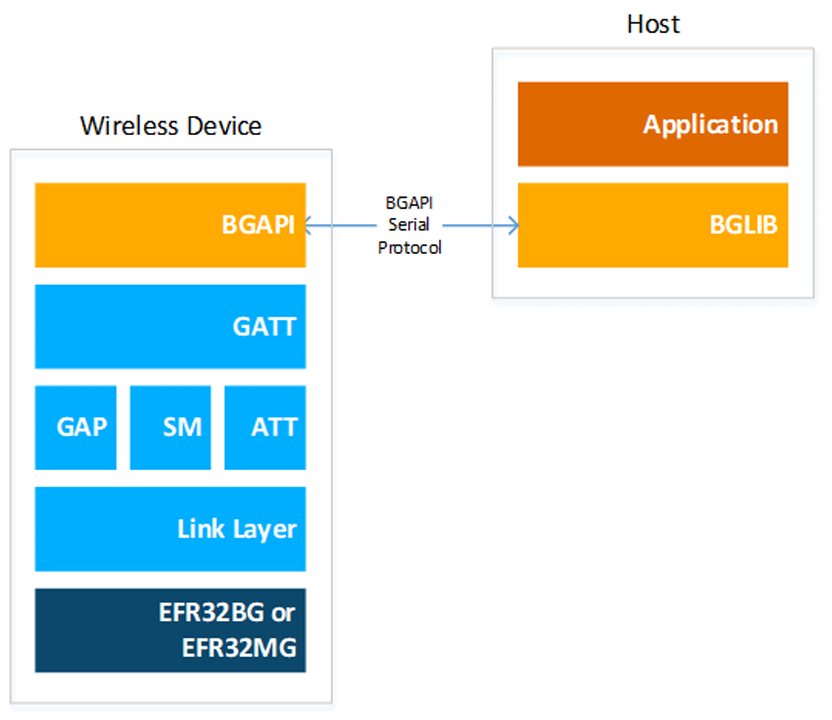 Host
Application
BGLIB
Wireless Device
BGAPI
BGAPI
Serial
Protocol
GATT
GAP
SM
ATT
Link Layer
EFR32BG or
EFR32MG